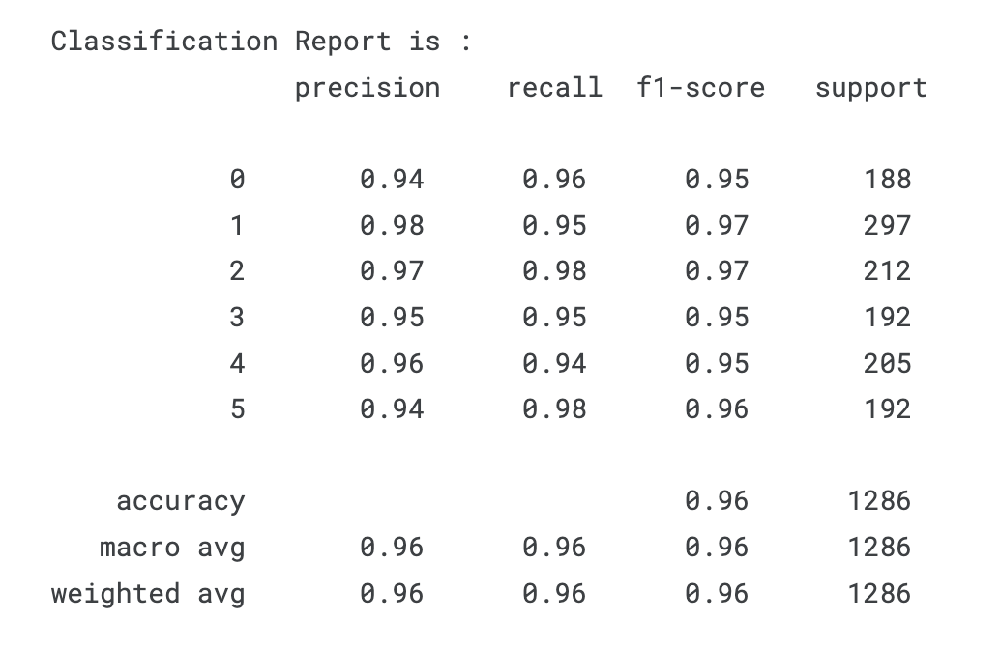 Classification Report is :
precision recall f1-score support
0 0.94 0.96 0.95 188
1 0.98 0.95 0.97 297
2 0.97 0.98 0.97 212
3 0.95 0.95 0.95 192
4 0.96 0.94 0.95 205
5 0.94 0.98 0.96 192
accuracy 0.96 1286
macro avg 0.96 0.96 0.96 1286
weighted avg 0.96 0.96 0.96 1286